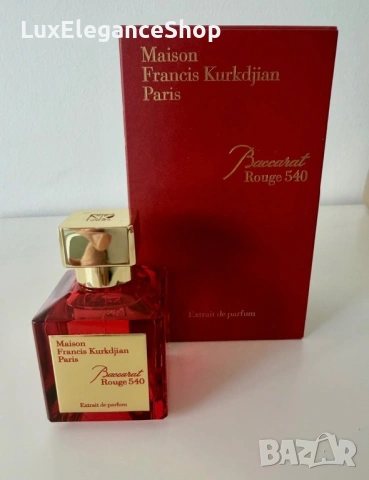 LuxEleganceShop
Maison
Francis Kurkdjian
Paris
Baccarat
Rouge 540
Extrait de parfum
Maison
Francis Kurkdjian
Paris
Baccarat
Rouge 540
Extrait de parfum
BAZAR